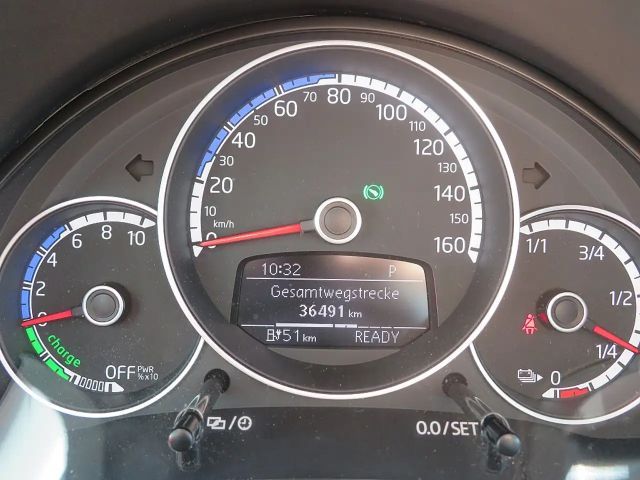 0 10 20 30 40 50 60 70 80 90 100 110 120 130 140 150 160
km/h
0 2 4 6 8 10
charge
OFF PWR % x 10
1/1 3/4 1/2 1/4 0
10:32 P
Gesamtwegstrecke
36491 km
51 km READY
0.0/SET